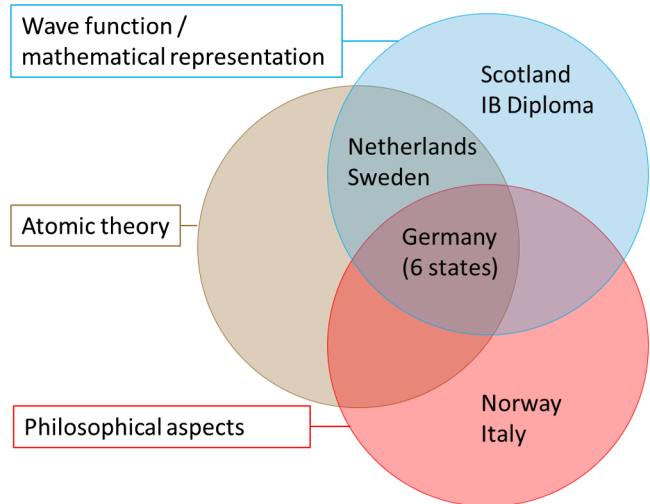 Wave function /
mathematical representation
Scotland
IB Diploma
Netherlands
Sweden
Atomic theory
Germany
(6 states)
Philosophical aspects
Norway
Italy